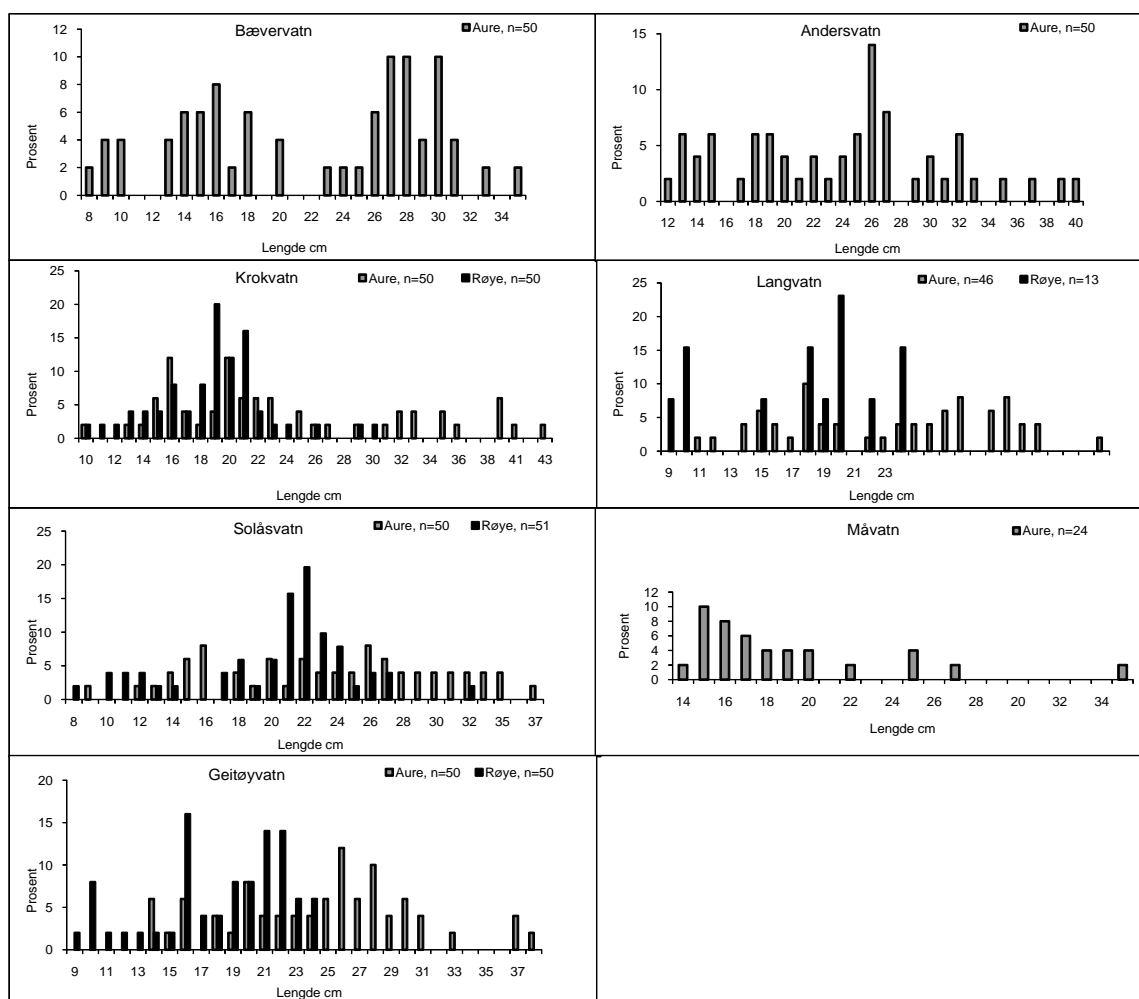 Bævervatn
Aure, n=50
12
10
8
6
4
2
0
Prosent
8 10 12 14 16 18 20 22 24 26 28 30 32 34
Lengde cm
Andersvatn
Aure, n=50
15
10
5
0
Prosent
12 14 16 18 20 22 24 26 28 30 32 34 36 38 40
Lengde cm
Krokvatn
Aure, n=50 Røye, n=50
25
20
15
10
5
0
Prosent
10 12 14 16 18 20 22 24 26 28 30 32 34 36 38 41 43
Lengde cm
Langvatn
Aure, n=46 Røye, n=13
25
20
15
10
5
0
Prosent
9 11 13 15 17 19 21 23
Lengde cm
Solåsvatn
Aure, n=50 Røye, n=51
25
20
15
10
5
0
Prosent
8 10 12 14 16 18 20 22 24 26 28 30 32 35 37
Lengde cm
Måvatn
Aure, n=24
12
10
8
6
4
2
0
Prosent
14 16 18 20 22 24 26 28 20 32 34
Lengde cm
Geitøyvatn
Aure, n=50 Røye, n=50
20
15
10
5
0
Prosent
9 11 13 15 17 19 21 23 25 27 29 31 33 35 37
Lengde cm